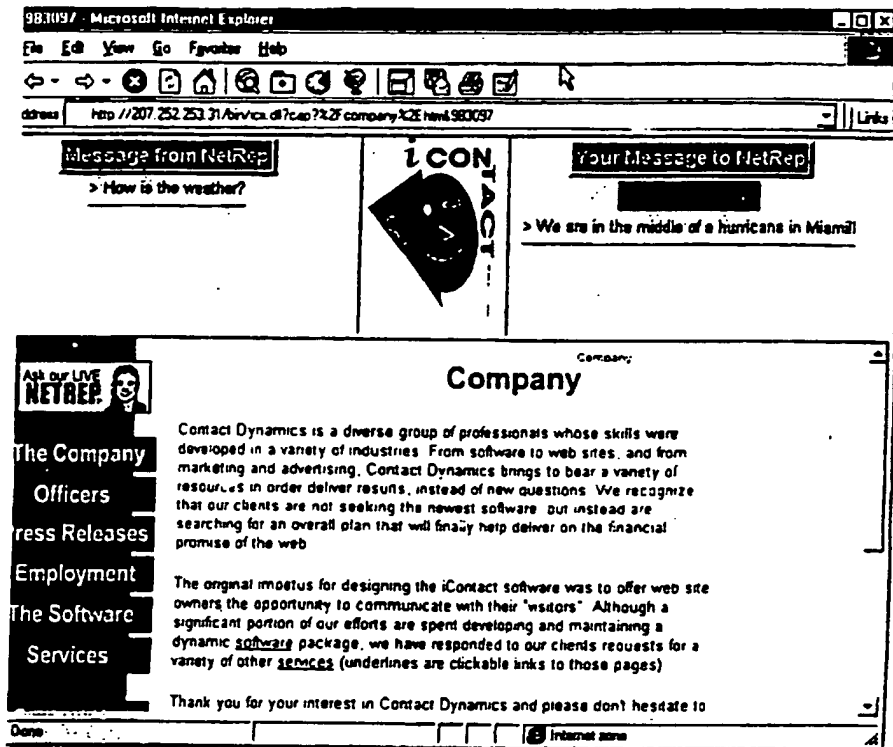 983097 - Microsoft Internet Explorer
File Edit View Go Favorites Help
ddress http://207.252.253.31/bin/icx.dll?cap?%2Fcompany%2Ehtml.983097 Links
Message from NetRep
> How is the weather?
i CONTACT....
Your Message to NetRep
> We are in the middle of a hurricans in Miami!!
Ask our LIVE
NETREP.
The Company
Officers
ress Releases
Employment
The Software
Services
Company
Company
Contact Dynamics is a diverse group of professionals whose skills were
developed in a variety of industries. From software to web sites, and from
marketing and advertising, Contact Dynamics brings to bear a variety of
resources in order deliver results, instead of new questions. We recognize
that our clients are not seeking the newest software, but instead are
searching for an overall plan that will finally help deliver on the financial
promise of the web
The original impetus for designing the iContact software was to offer web site
owners the opportunity to communicate with their "visitors". Although a
significant portion of our efforts are spent developing and maintaining a
dynamic software package, we have responded to our clients requests for a
variety of other services (underlines are clickable links to those pages)
Thank you for your interest in Contact Dynamics and please don't hesitate to
Done Internet zone